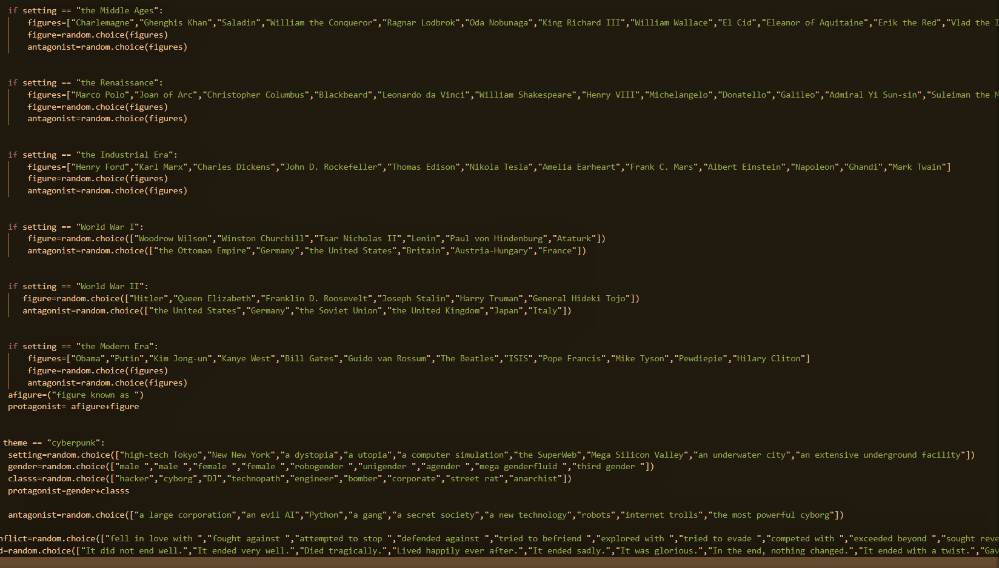 if setting == "the Middle Ages":
figures=["Charlemagne","Ghenghis Khan","Saladin","William the Conqueror","Ragnar Lodbrok","Oda Nobunaga","King Richard III","William Wallace","El Cid","Eleanor of Aquitaine","Erik the Red","Vlad the
figure=random.choice(figures)
antagonist=random.choice(figures)
if setting == "the Renaissance":
figures=["Marco Polo","Joan of Arc","Christopher Columbus","Blackbeard","Leonardo da Vinci","William Shakespeare","Henry VIII","Michelangelo","Donatello","Galileo","Admiral Yi Sun-sin","Suleiman the
figure=random.choice(figures)
antagonist=random.choice(figures)
if setting == "the Industrial Era":
figures=["Henry Ford","Karl Marx","Charles Dickens","John D. Rockefeller","Thomas Edison","Nikola Tesla","Amelia Earheart","Frank C. Mars","Albert Einstein","Napoleon","Ghandi","Mark Twain"]
figure=random.choice(figures)
antagonist=random.choice(figures)
if setting == "World War I":
figure=random.choice(["Woodrow Wilson","Winston Churchill","Tsar Nicholas II","Lenin","Paul von Hindenburg","Ataturk"])
antagonist=random.choice(["the Ottoman Empire","Germany","the United States","Britain","Austria-Hungary","France"])
if setting == "World War II":
figure=random.choice(["Hitler","Queen Elizabeth","Franklin D. Roosevelt","Joseph Stalin","Harry Truman","General Hideki Tojo"])
antagonist=random.choice(["the United States","Germany","the Soviet Union","the United Kingdom","Japan","Italy"])
if setting == "the Modern Era":
figures=["Obama","Putin","Kim Jong-un","Kanye West","Bill Gates","Guido van Rossum","The Beatles","ISIS","Pope Francis","Mike Tyson","Pewdiepie","Hilary Cliton"]
figure=random.choice(figures)
antagonist=random.choice(figures)
afigure=("figure known as ")
protagonist= afigure+figure
theme == "cyberpunk":
setting=random.choice(["high-tech Tokyo","New New York","a dystopia","a utopia","a computer simulation","the SuperWeb","Mega Silicon Valley","an underwater city","an extensive underground facility"])
gender=random.choice(["male ","male ","female ","female ","robogender ","unigender ","agender ","mega genderfluid ","third gender "])
classs=random.choice(["hacker","cyborg","DJ","technopath","engineer","bomber","corporate","street rat","anarchist"])
protagonist=gender+classs
antagonist=random.choice(["a large corporation","an evil AI","Python","a gang","a secret society","a new technology","robots","internet trolls","the most powerful cyborg"])
nflict=random.choice(["fell in love with ","fought against ","attempted to stop ","defended against ","tried to befriend ","explored with ","tried to evade ","competed with ","exceeded beyond ","sought reve
d=random.choice(["It did not end well.","It ended very well.","Died tragically.","Lived happily ever after.","It ended sadly.","It was glorious.","In the end, nothing changed.","It ended with a twist.","Gav